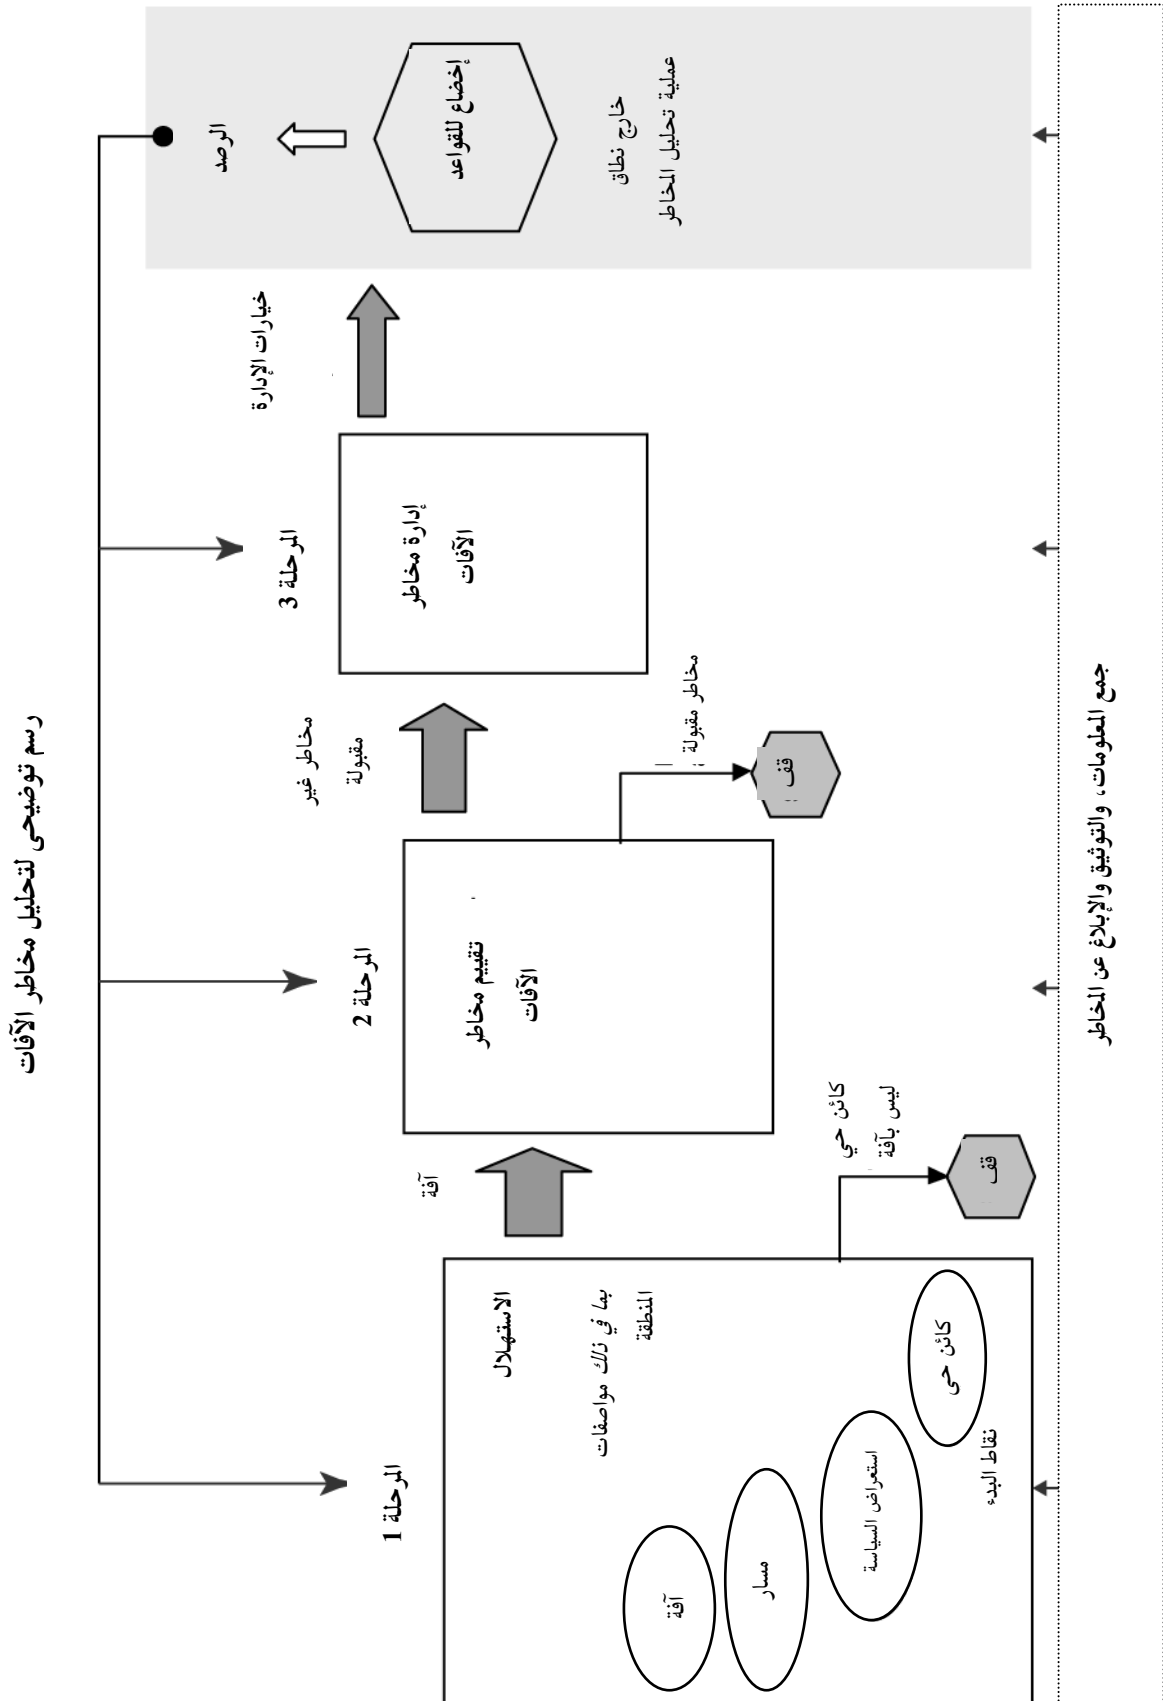 رسم توضيحى لتحليل مخاطر الآفات
المرحلة 1
الاستهلال
بما في ذلك مواصفات
المنطقة
آفة
مسار
استعراض السياسة
كائن حى
نقاط البدء
آفة
كائن حي
ليس بآفة
قف
المرحلة 2
تقييم مخاطر
الآفات
مخاطر غير
مقبولة
مخاطر مقبولة
قف
المرحلة 3
إدارة مخاطر
الآفات
خيارات الإدارة
الرصد
إخضاع للقواعد
خارج نطاق
عملية تحليل المخاطر
جمع المعلومات، والتوثيق والإبلاغ عن المخاطر